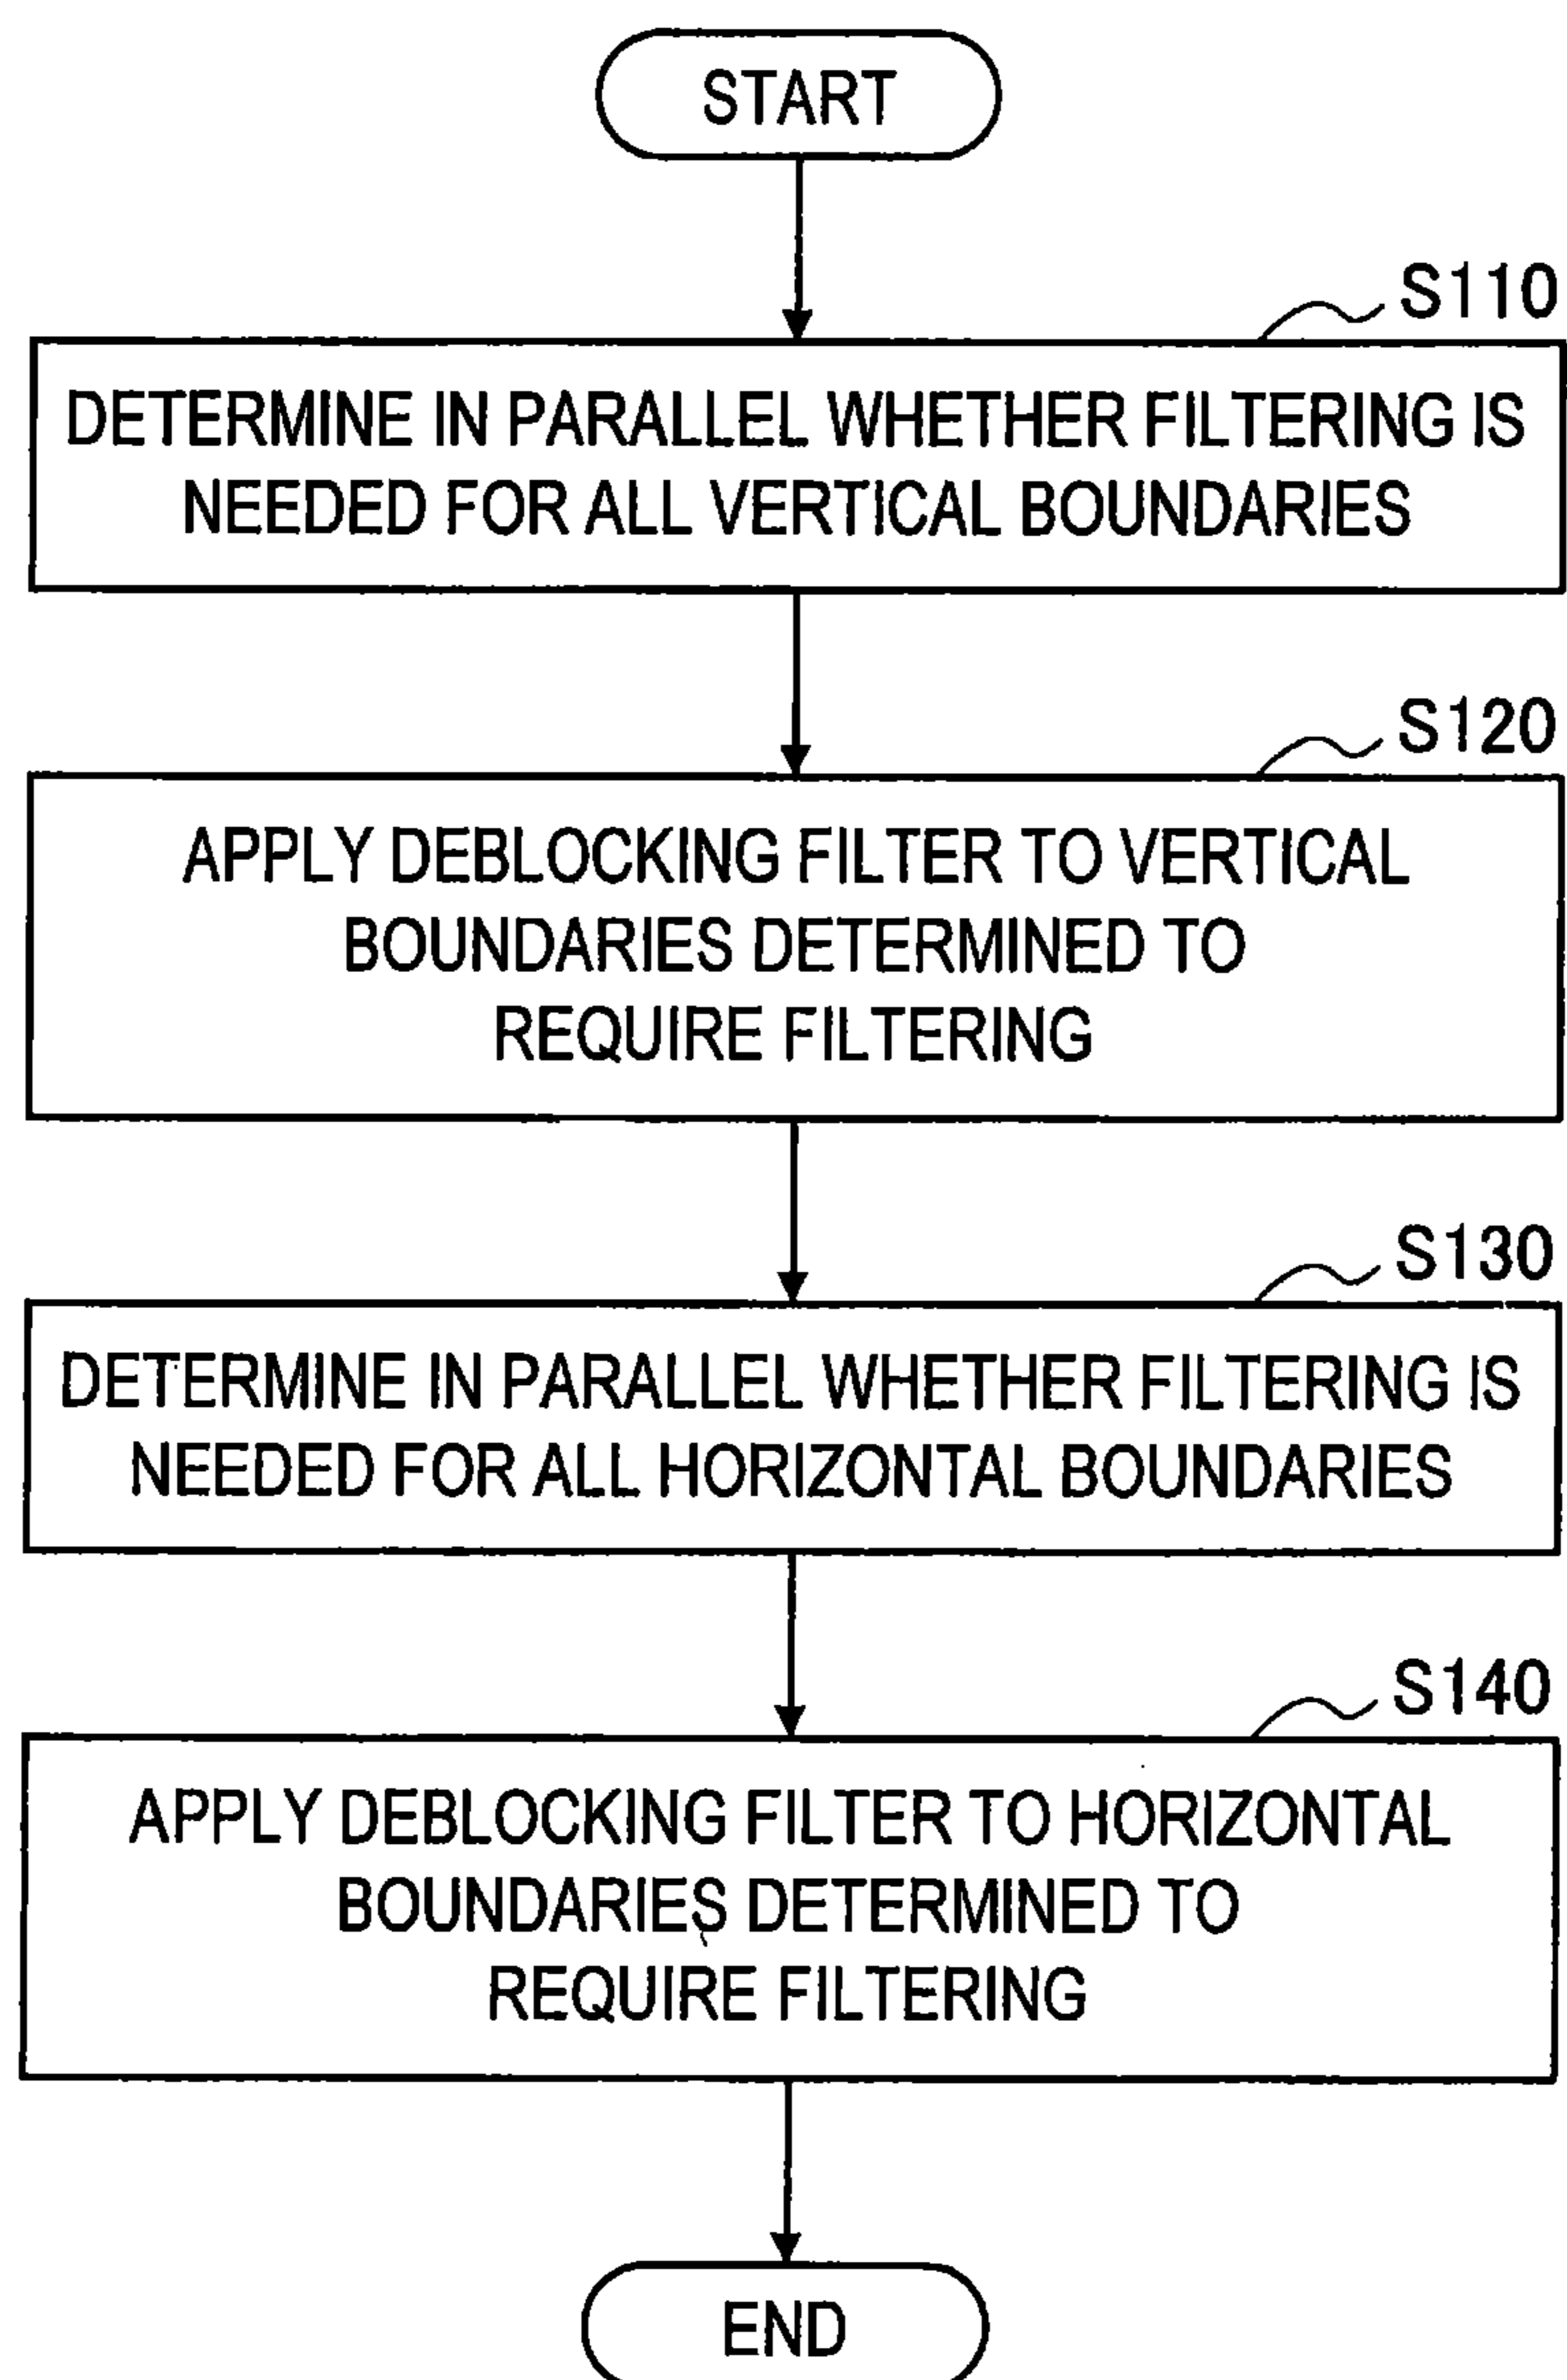 START
S110
DETERMINE IN PARALLEL WHETHER FILTERING IS
NEEDED FOR ALL VERTICAL BOUNDARIES
S120
APPLY DEBLOCKING FILTER TO VERTICAL
BOUNDARIES DETERMINED TO
REQUIRE FILTERING
S130
DETERMINE IN PARALLEL WHETHER FILTERING IS
NEEDED FOR ALL HORIZONTAL BOUNDARIES
S140
APPLY DEBLOCKING FILTER TO HORIZONTAL
BOUNDARIES DETERMINED TO
REQUIRE FILTERING
END